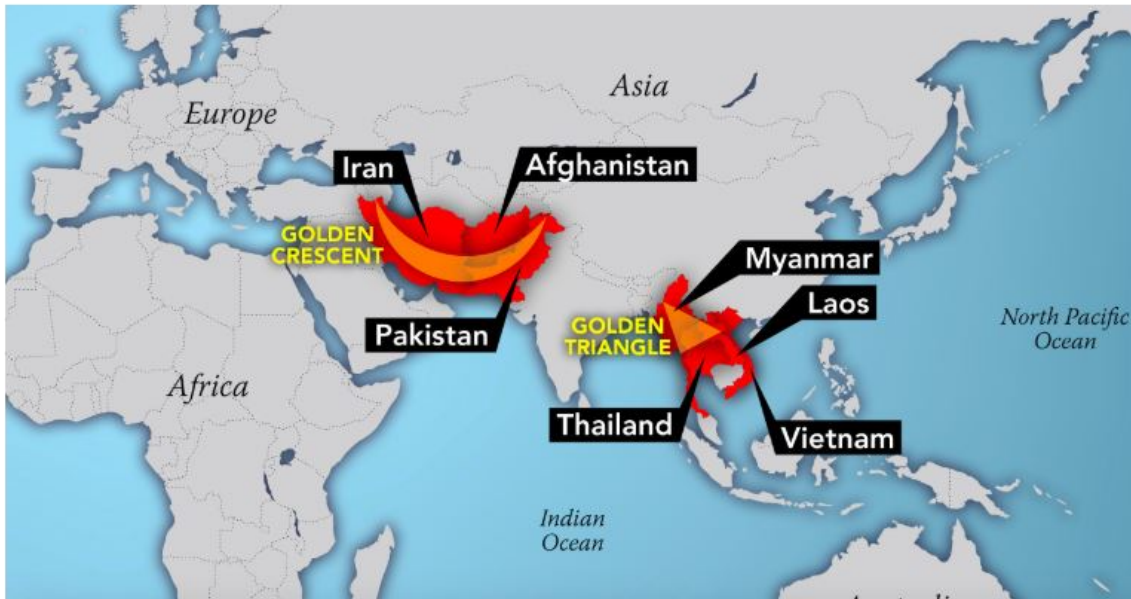 Asia
Europe
Iran
Afghanistan
GOLDEN
CRESCENT
Myanmar
Laos
Pakistan
GOLDEN
TRIANGLE
North Pacific
Ocean
Africa
Thailand
Vietnam
Indian
Ocean